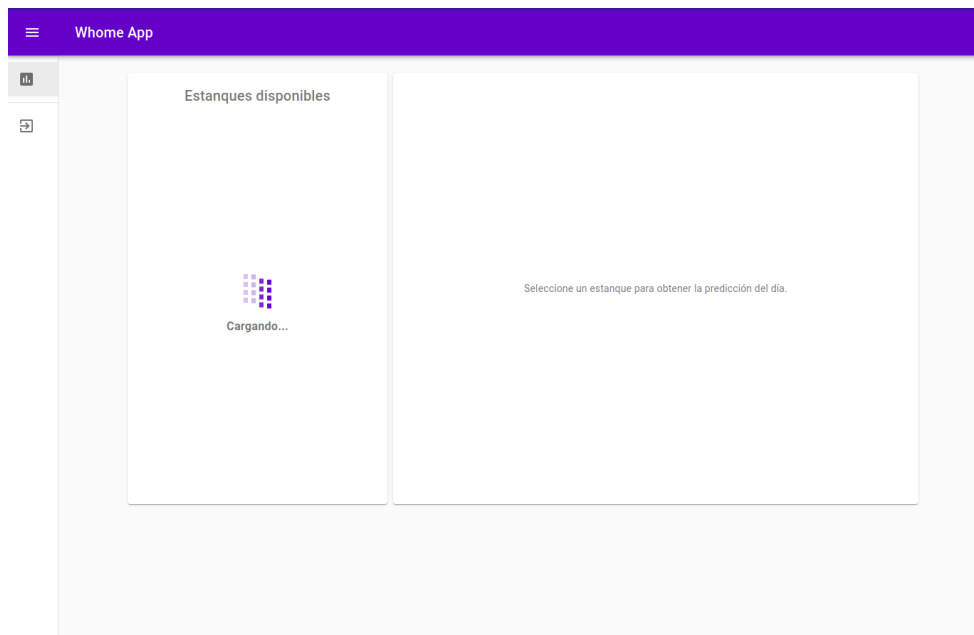 Whome App
Estanques disponibles
Cargando...
Seleccione un estanque para obtener la predicción del día.